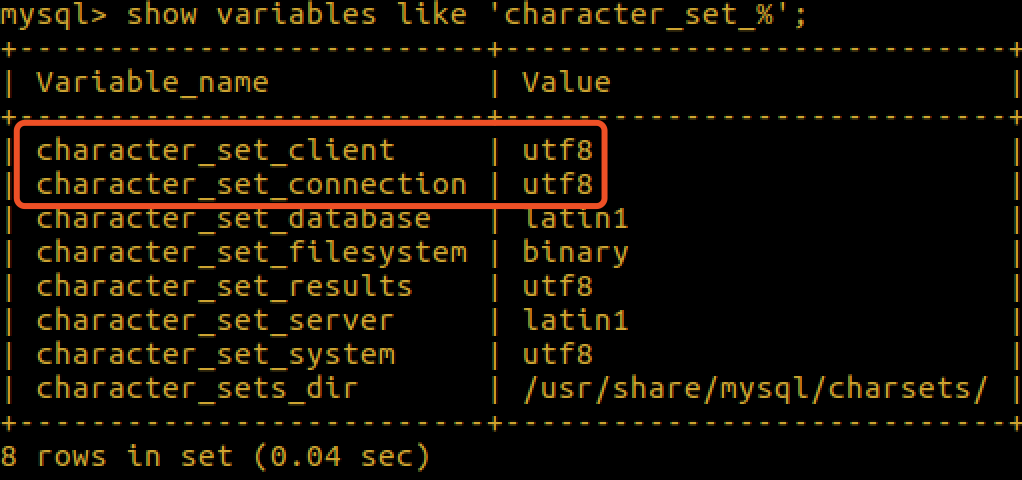 mysql> show variables like 'character_set_%';
+--------------------------+----------------------------+
| Variable_name            | Value                      |
+--------------------------+----------------------------+
| character_set_client     | utf8                       |
| character_set_connection | utf8                       |
| character_set_database   | latin1                     |
| character_set_filesystem | binary                     |
| character_set_results    | utf8                       |
| character_set_server     | latin1                     |
| character_set_system     | utf8                       |
| character_sets_dir       | /usr/share/mysql/charsets/ |
+--------------------------+----------------------------+
8 rows in set (0.04 sec)